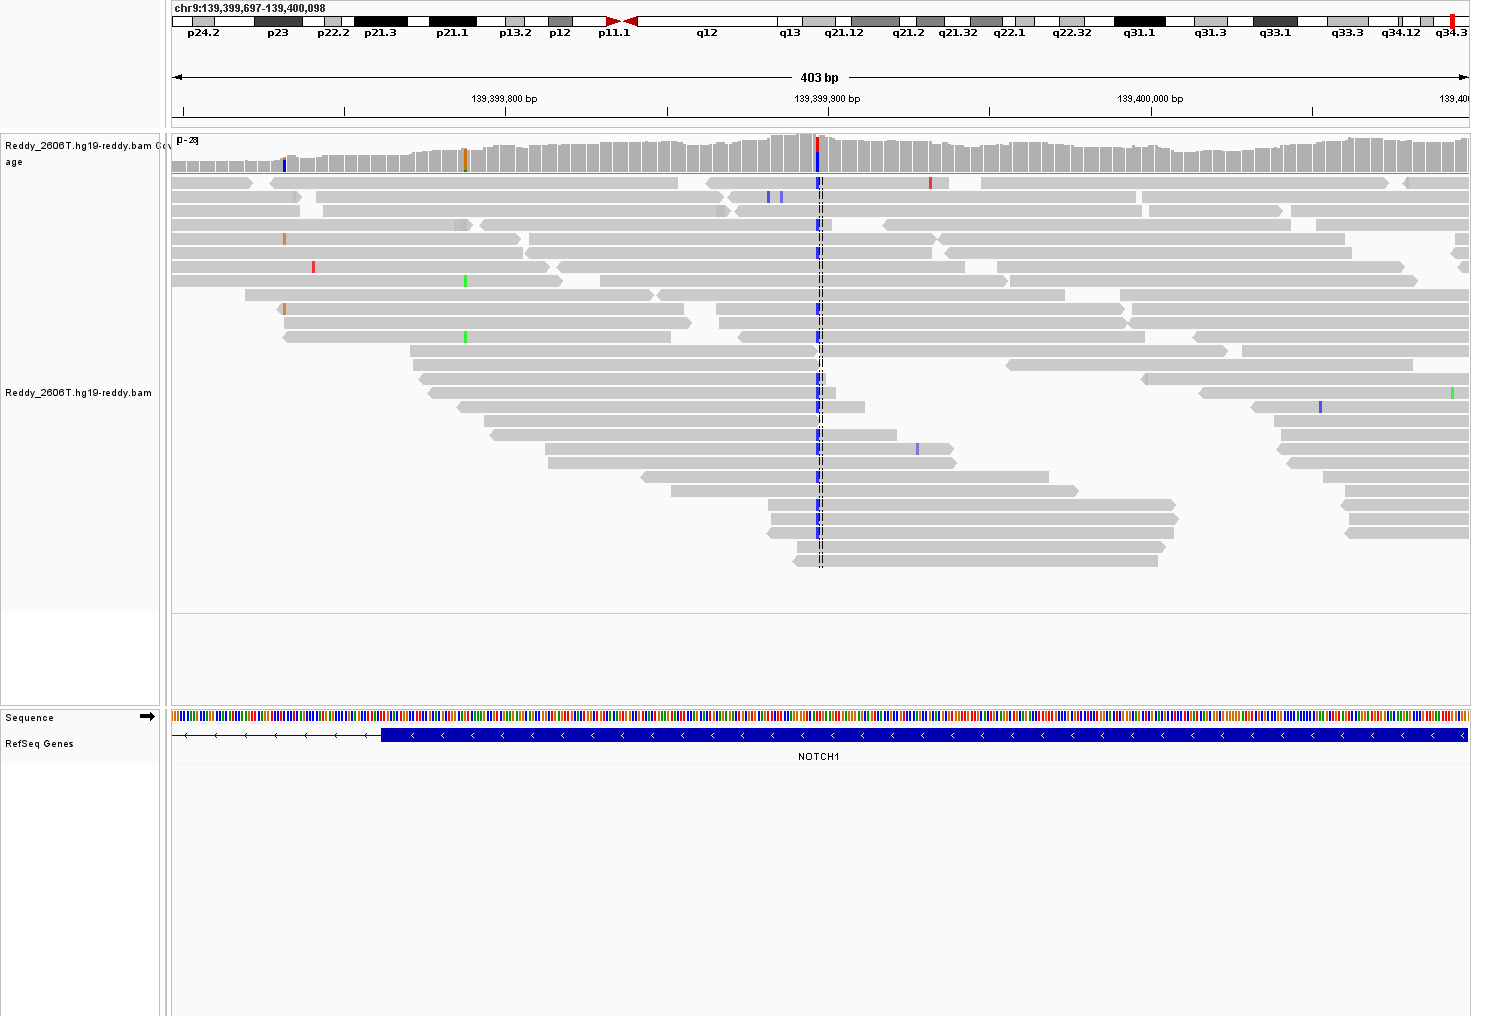 chr9:139,399,697-139,400,098
p24.2 p23 p22.2 p21.3 p21.1 p13.2 p12 p11.1 q12 q13 q21.12 q21.2 q21.32 q22.1 q22.32 q31.1 q31.3 q33.1 q33.3 q34.12 q34.3
403 bp
139,399,800 bp 139,399,900 bp 139,400,000 bp 139,400
Reddy_2606T.hg19-reddy.bam Cov
age
Reddy_2606T.hg19-reddy.bam
Sequence
RefSeq Genes
NOTCH1